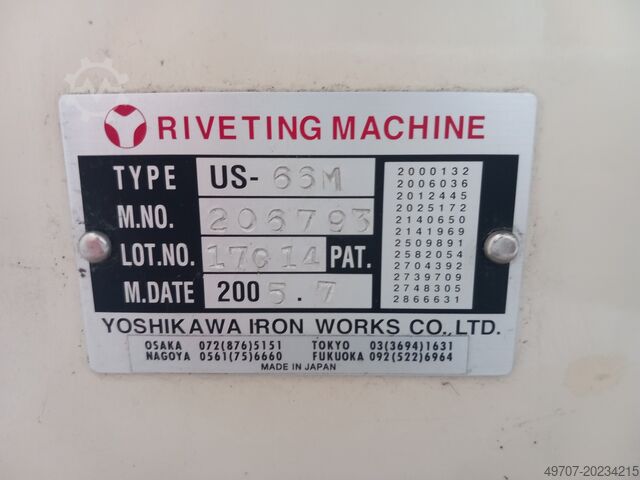 RIVETING MACHINE
TYPE US-66M
M.NO. 206793
LOT.NO. 17014 PAT.
M.DATE 2005.7
2000132
2006036
2012445
2025172
2140650
2141969
2509891
2582054
2704392
2709257
2748305
2866631
YOSHIKAWA IRON WORKS CO.,LTD.
OSAKA 072(876)5151 TOKYO 03(3694)1631
NAGOYA 0561(75)6660 FUKUOKA 092(522)6964
MADE IN JAPAN
49707-20234215